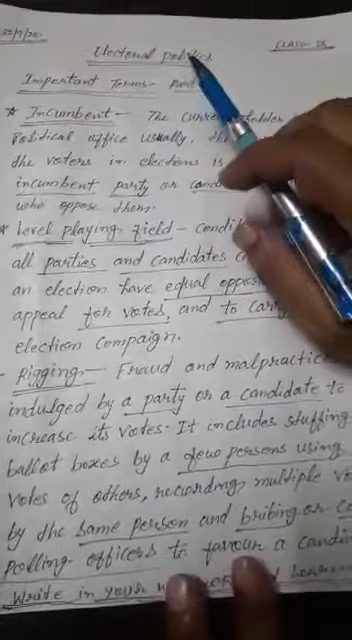 Electoral politics
CLASS- IX
Important Terms- Part
* Incumbent - The current holder
Political office usually, the
the voters in elections is
incumbent party or
who oppose them.
* Level playing field -
all parties and candidates
an election have equal
appeal for votes, and to
election campaign.
- Rigging - Fraud and
indulged by a party or a candidate to
increase its votes. It includes stuffing
ballot boxes by a few persons using
votes of others, recording multiple
by the same person and bribing or
Polling officers to favour a
Write in your